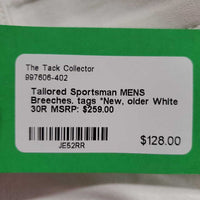 The Tack Collector
997606-402
Tailored Sportsman MENS
Breeches. tags *New, older White
30R MSRP: $259.00
JE52RR
$128.00